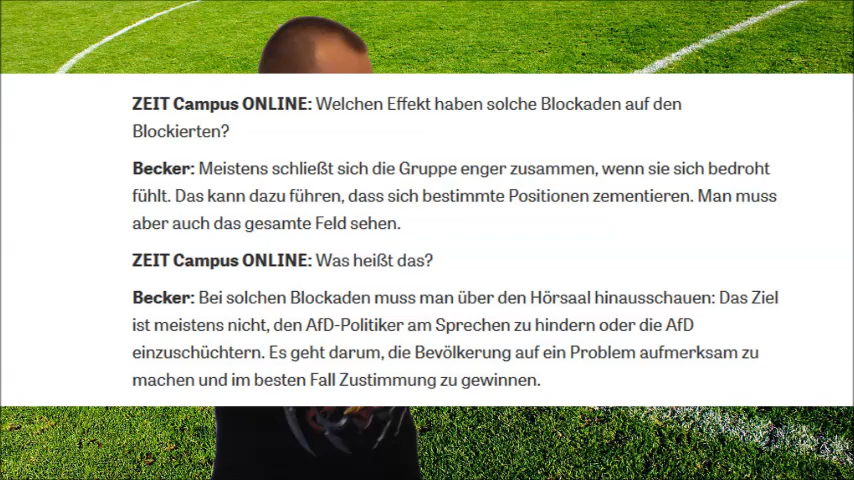 ZEIT Campus ONLINE: Welchen Effekt haben solche Blockaden auf den
Blockierten?
Becker: Meistens schließt sich die Gruppe enger zusammen, wenn sie sich bedroht
fühlt. Das kann dazu führen, dass sich bestimmte Positionen zementieren. Man muss
aber auch das gesamte Feld sehen.
ZEIT Campus ONLINE: Was heißt das?
Becker: Bei solchen Blockaden muss man über den Hörsaal hinausschauen: Das Ziel
ist meistens nicht, den AfD-Politiker am Sprechen zu hindern oder die AfD
einzuschüchtern. Es geht darum, die Bevölkerung auf ein Problem aufmerksam zu
machen und im besten Fall Zustimmung zu gewinnen.